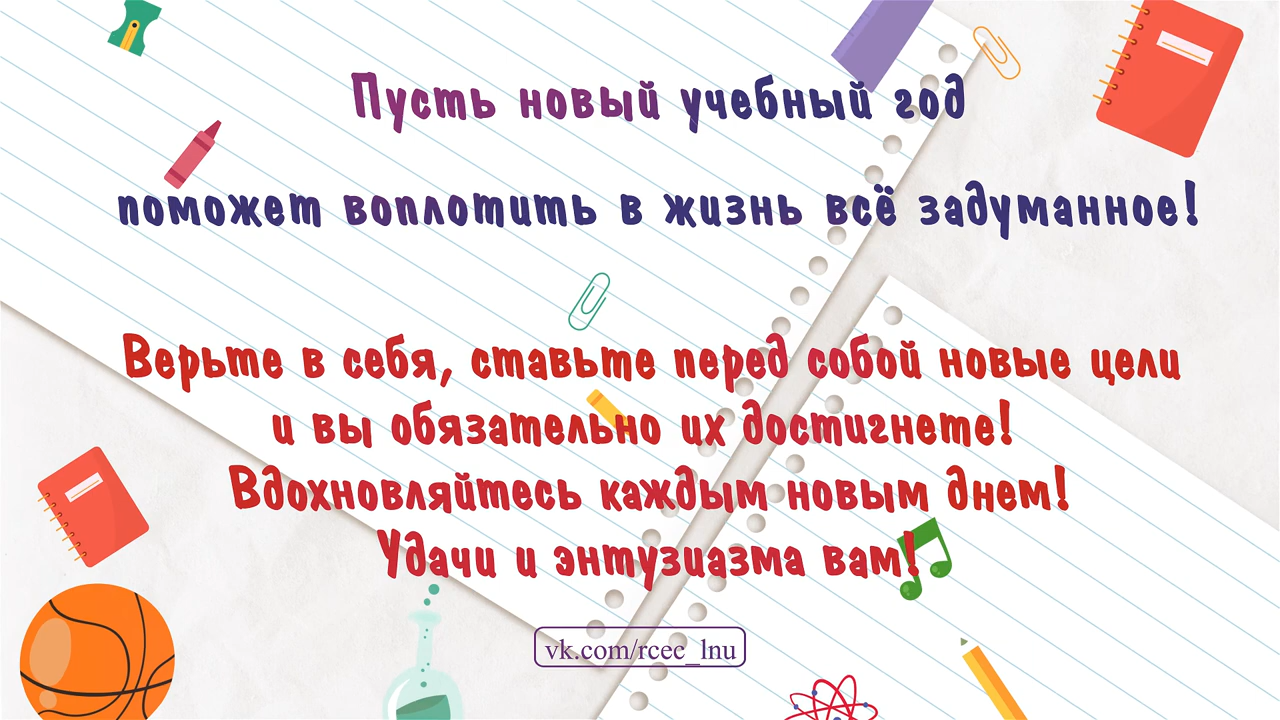 Пусть новый учебный год
поможет воплотить в жизнь всё задуманное!
Верьте в себя, ставьте перед собой новые цели
и вы обязательно их достигнете!
Вдохновляйтесь каждым новым днем!
Удачи и энтузиазма вам!
vk.com/rcec_lnu